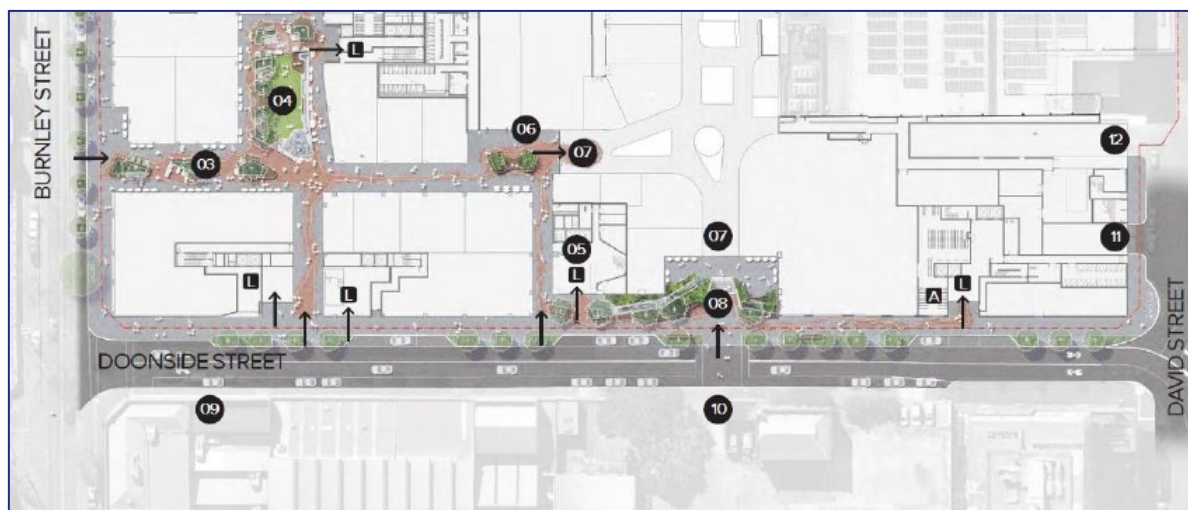 BURNLEY STREET
L
04
06
12
03
07
05
07
11
L
L
L
08
A
L
DOONSIDE STREET
DAVID STREET
09
10